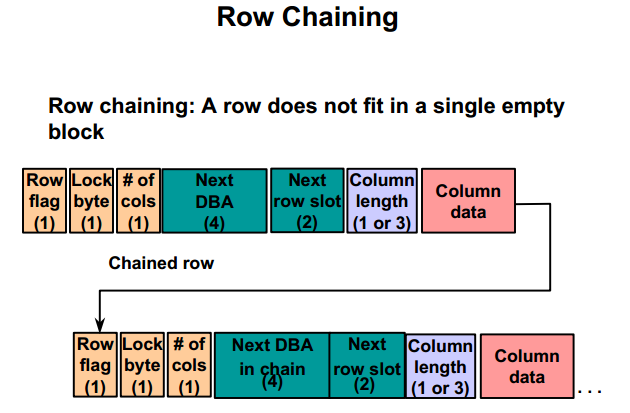 Row Chaining
Row chaining: A row does not fit in a single empty
block
Row Lock # of Next Next Column
flag byte cols DBA row slot length Column
(1) (1) (1) (4) (2) (1 or 3) data
Chained row
Row Lock # of Next DBA Next Column
flag byte cols in chain row slot length Column
(1) (1) (1) (4) (2) (1 or 3) data ...